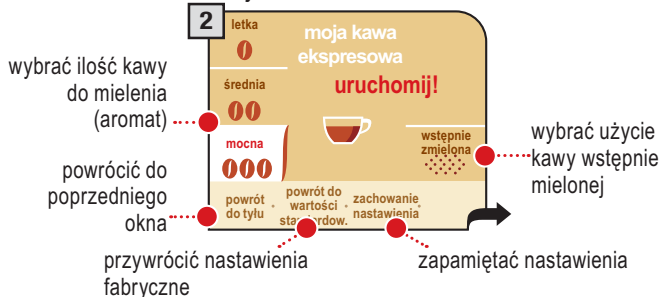 2
letka
moja kawa
ekspresowa
uruchomij!
średnia
mocna
wstępnie
zmielona
powrót
do tyłu
powrót do
wartości
standardow.
zachowanie
nastawienia
wybrać ilość kawy
do mielenia
(aromat)
powrócić do
poprzedniego
okna
wybrać użycie
kawy wstępnie
mielonej
przywrócić nastawienia
fabryczne
zapamiętać nastawienia